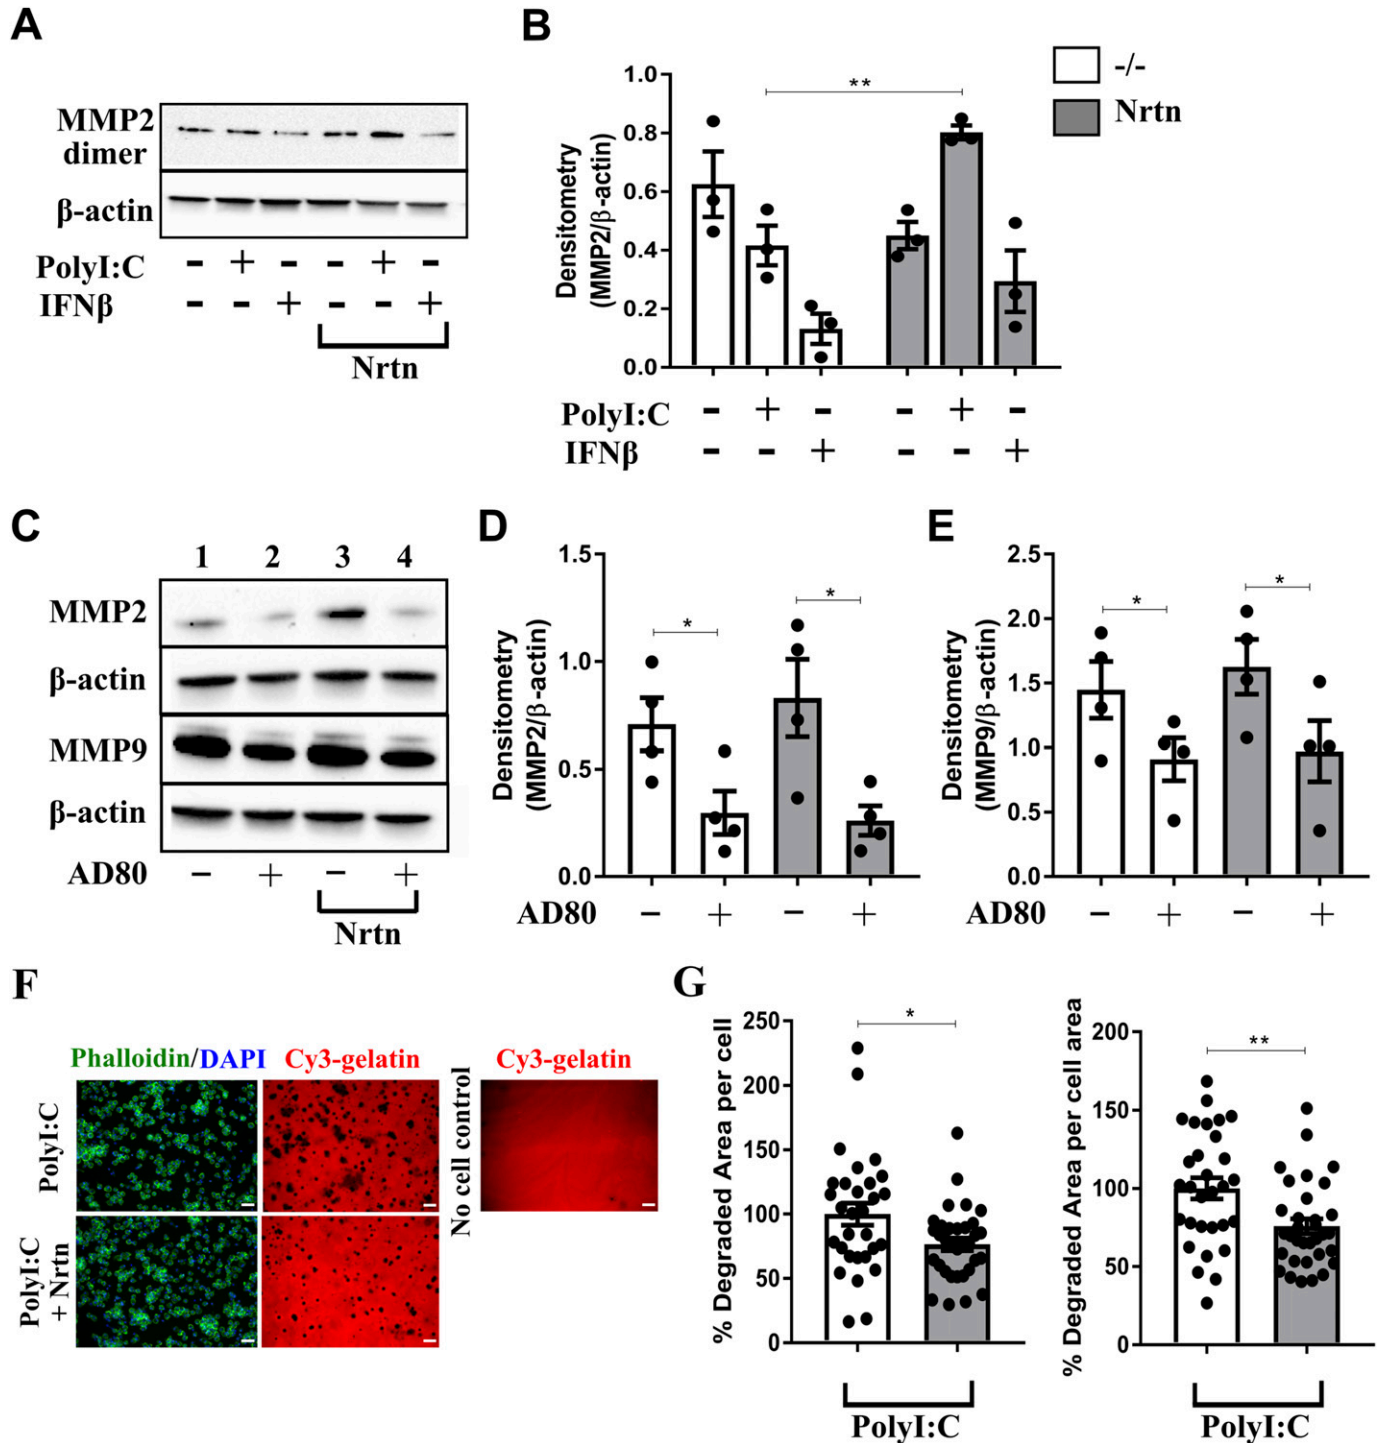 A
MMP2
dimer
β-actin
PolyI:C - + - - + -
IFNβ - - + - - +
Nrtn
B
-/-
Nrtn
**
Densitometry
(MMP2/β-actin)
1.0
0.8
0.6
0.4
0.2
0.0
PolyI:C - + - - + -
IFNβ - - + - - +
C
1 2 3 4
MMP2
β-actin
MMP9
β-actin
AD80 - + - +
Nrtn
D
Densitometry
(MMP2/β-actin)
1.5
1.0
0.5
0.0
*
*
AD80 - + - +
E
Densitometry
(MMP9/β-actin)
2.5
2.0
1.5
1.0
0.5
0.0
*
*
AD80 - + - +
F
Phalloidin/DAPI
Cy3-gelatin
Cy3-gelatin
PolyI:C
PolyI:C
+ Nrtn
No cell control
G
% Degraded Area per cell
250
200
150
100
50
0
*
PolyI:C
% Degraded Area per cell area
200
150
100
50
0
**
PolyI:C